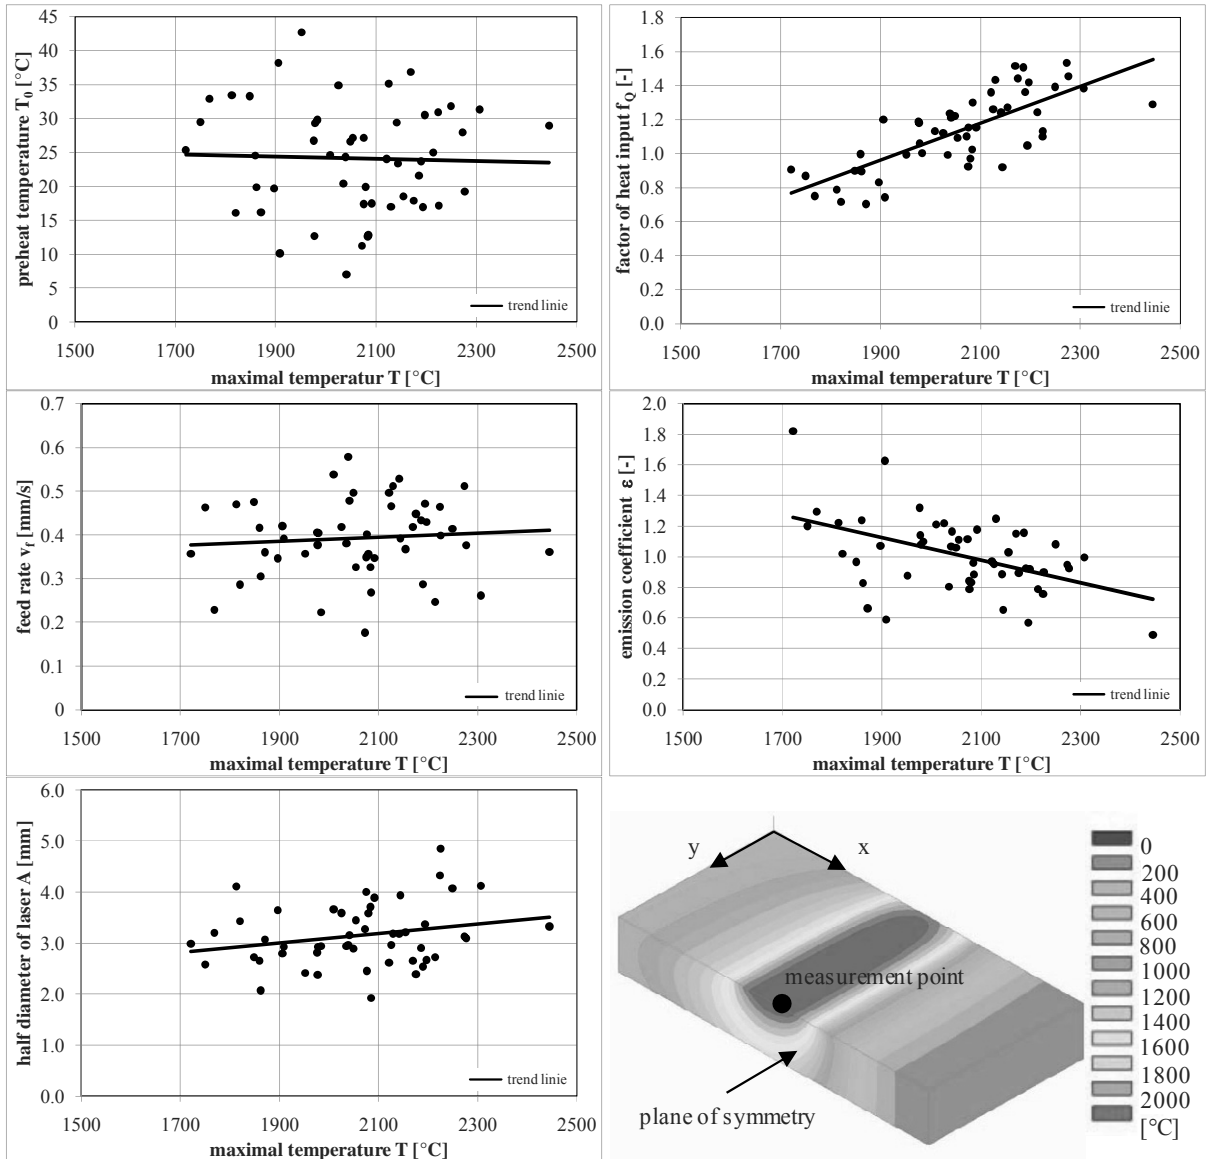 preheat temperature T0 [°C]
45
40
35
30
25
20
15
10
5
0
trend linie
1500 1700 1900 2100 2300 2500
maximal temperatur T [°C]
factor of heat input fQ [-]
1.8
1.6
1.4
1.2
1.0
0.8
0.6
0.4
0.2
0.0
trend linie
1500 1700 1900 2100 2300 2500
maximal temperature T [°C]
feed rate vf [mm/s]
0.7
0.6
0.5
0.4
0.3
0.2
0.1
0
trend linie
1500 1700 1900 2100 2300 2500
maximal temperature T [°C]
emission coefficient ε [-]
2.0
1.8
1.6
1.4
1.2
1.0
0.8
0.6
0.4
0.2
0.0
trend linie
1500 1700 1900 2100 2300 2500
maximal temperature T [°C]
half diameter of laser A [mm]
6.0
5.0
4.0
3.0
2.0
1.0
0.0
trend linie
1500 1700 1900 2100 2300 2500
maximal temperature T [°C]
y
x
measurement point
plane of symmetry
0
200
400
600
800
1000
1200
1400
1600
1800
2000
[°C]